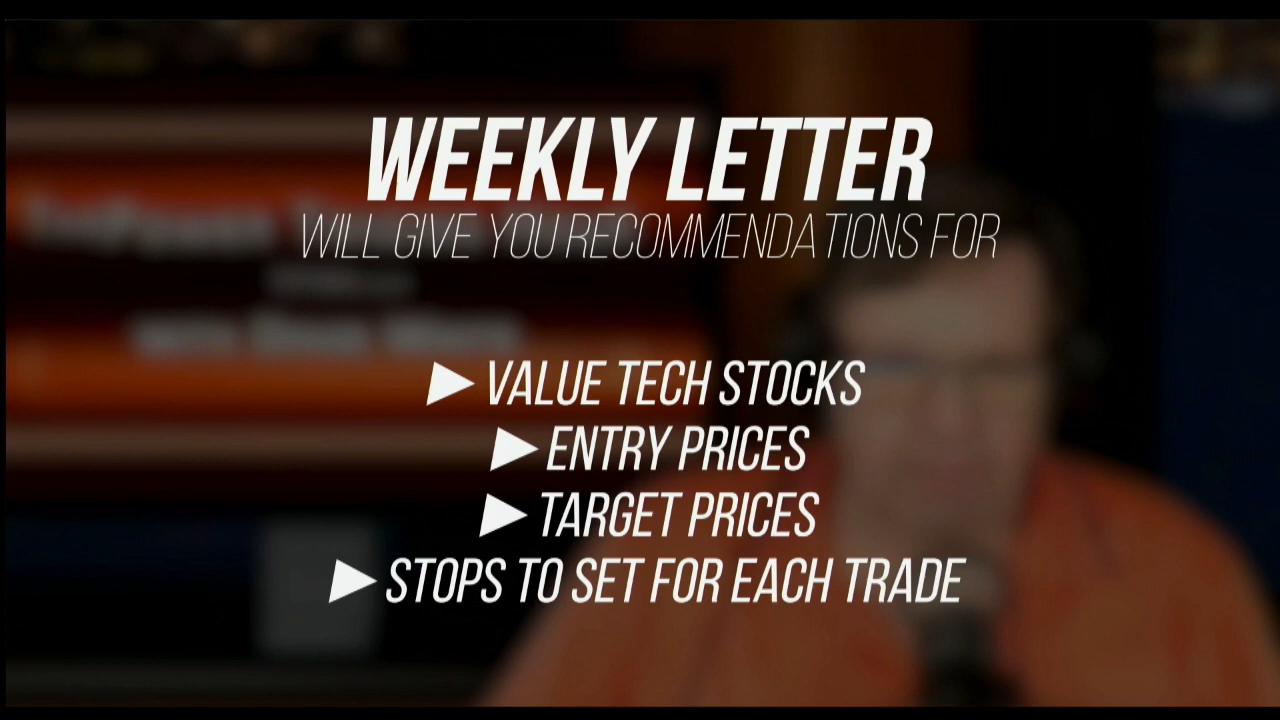 WEEKLY LETTER
WILL GIVE YOU RECOMMENDATIONS FOR
▶ VALUE TECH STOCKS
▶ ENTRY PRICES
▶ TARGET PRICES
▶ STOPS TO SET FOR EACH TRADE